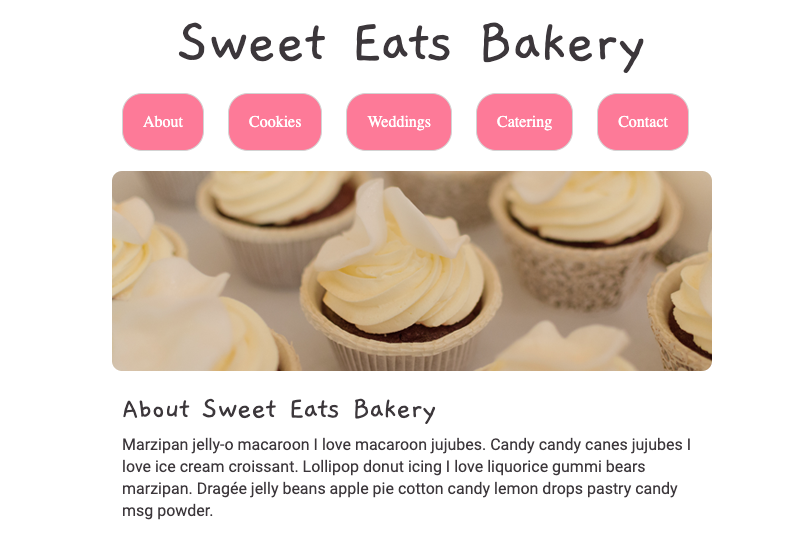 Sweet Eats Bakery
About Cookies Weddings Catering Contact
About Sweet Eats Bakery
Marzipan jelly-o macaroon I love macaroon jujubes. Candy candy canes jujubes I
love ice cream croissant. Lollipop donut icing I love liquorice gummi bears
marzipan. Dragée jelly beans apple pie cotton candy lemon drops pastry candy
msg powder.